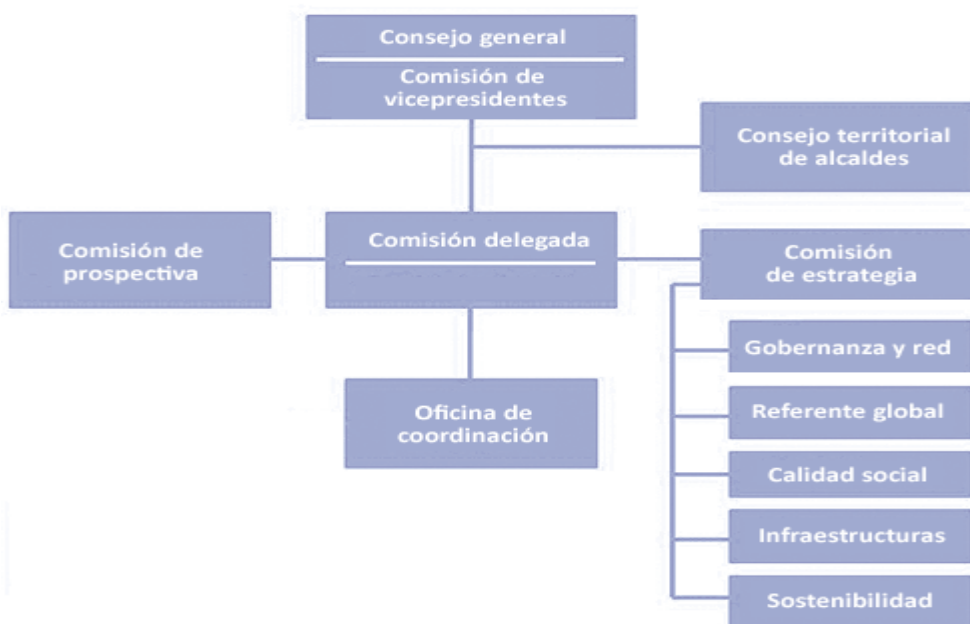 Consejo general
Comisión de
vicepresidentes
Consejo territorial
de alcaldes
Comisión de
prospectiva
Comisión delegada
Comisión
de estrategia
Gobernanza y red
Referente global
Calidad social
Infraestructuras
Sostenibilidad
Oficina de
coordinación